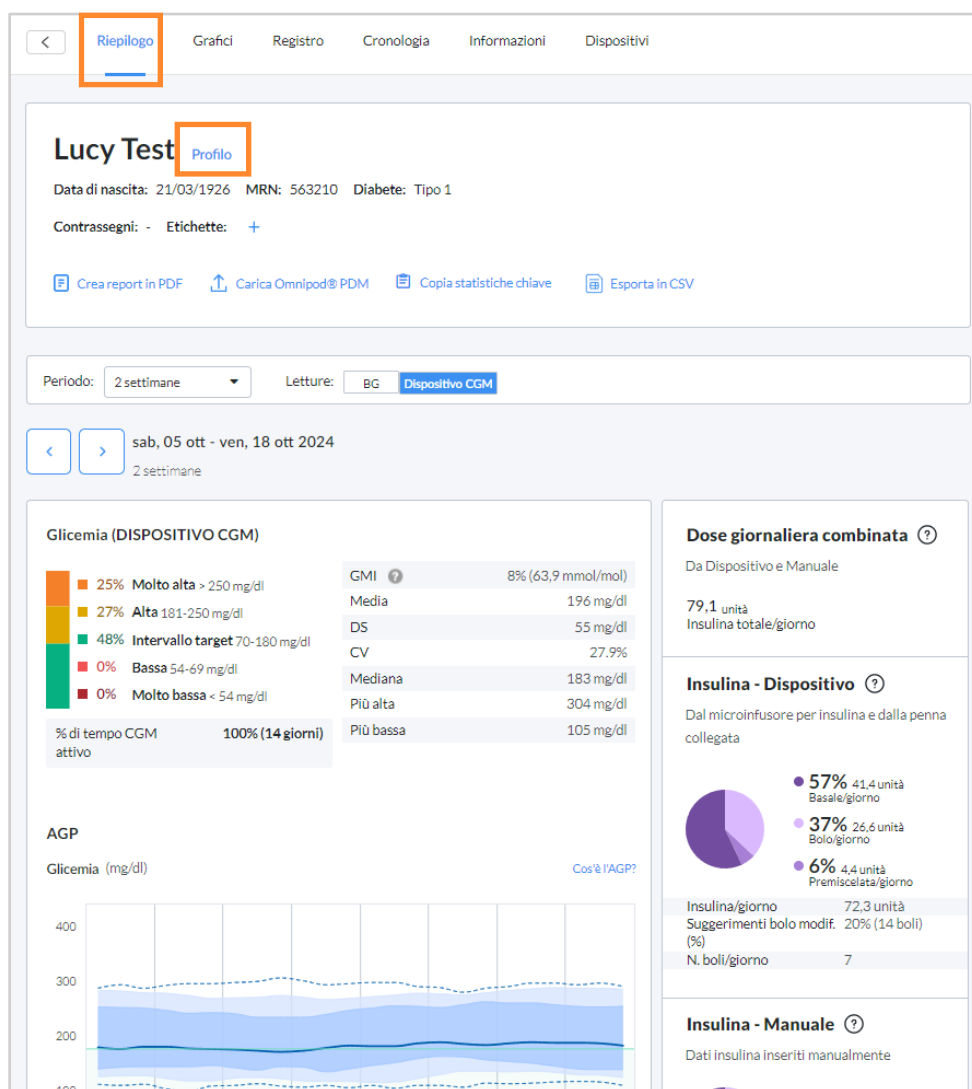 Riepilogo Grafici Registro Cronologia Informazioni Dispositivi
Lucy Test Profilo
Data di nascita: 21/03/1926 MRN: 563210 Diabete: Tipo 1
Contrassegni: - Etichette: +
Crea report in PDF Carica Omnipod® PDM Copia statistiche chiave Esporta in CSV
Periodo: 2 settimane Letture: BG Dispositivo CGM
sab, 05 ott - ven, 18 ott 2024
2 settimane
Glicemia (DISPOSITIVO CGM)
25% Molto alta > 250 mg/dl
27% Alta 181-250 mg/dl
48% Intervallo target 70-180 mg/dl
0% Bassa 54-69 mg/dl
0% Molto bassa < 54 mg/dl
% di tempo CGM attivo 100% (14 giorni)
GMI ? 8% (63,9 mmol/mol)
Media 196 mg/dl
DS 55 mg/dl
CV 27.9%
Mediana 183 mg/dl
Più alta 304 mg/dl
Più bassa 105 mg/dl
AGP
Glicemia (mg/dl) Cos'è l'AGP?
400
300
200
100
Dose giornaliera combinata ?
Da Dispositivo e Manuale
79,1 unità
Insulina totale/giorno
Insulina - Dispositivo ?
Dal microinfusore per insulina e dalla penna
collegata
57% 41,4 unità
Basale/giorno
37% 26,6 unità
Bolo/giorno
6% 4,4 unità
Premiscelata/giorno
Insulina/giorno 72,3 unità
Suggerimenti bolo modif. 20% (14 boli)
(%)
N. boli/giorno 7
Insulina - Manuale ?
Dati insulina inseriti manualmente